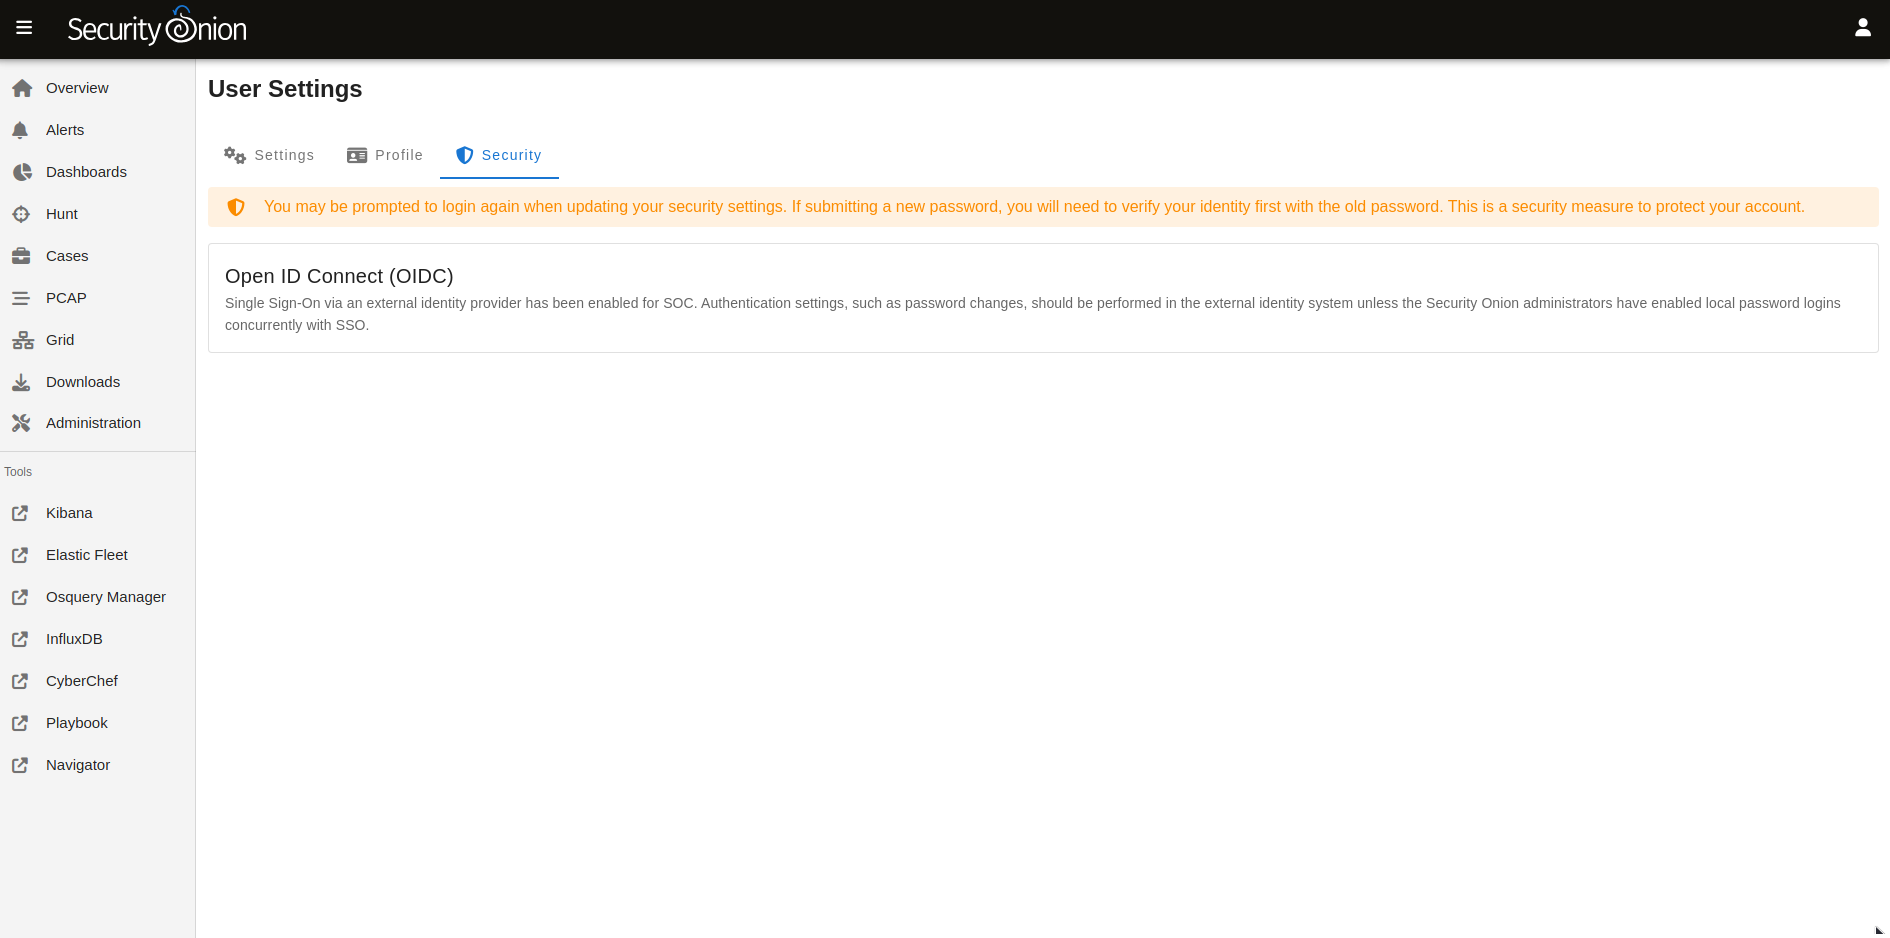 Security Onion
Overview
Alerts
Dashboards
Hunt
Cases
PCAP
Grid
Downloads
Administration
Tools
Kibana
Elastic Fleet
Osquery Manager
InfluxDB
CyberChef
Playbook
Navigator
User Settings
Settings Profile Security
You may be prompted to login again when updating your security settings. If submitting a new password, you will need to verify your identity first with the old password. This is a security measure to protect your account.
Open ID Connect (OIDC)
Single Sign-On via an external identity provider has been enabled for SOC. Authentication settings, such as password changes, should be performed in the external identity system unless the Security Onion administrators have enabled local password logins
concurrently with SSO.